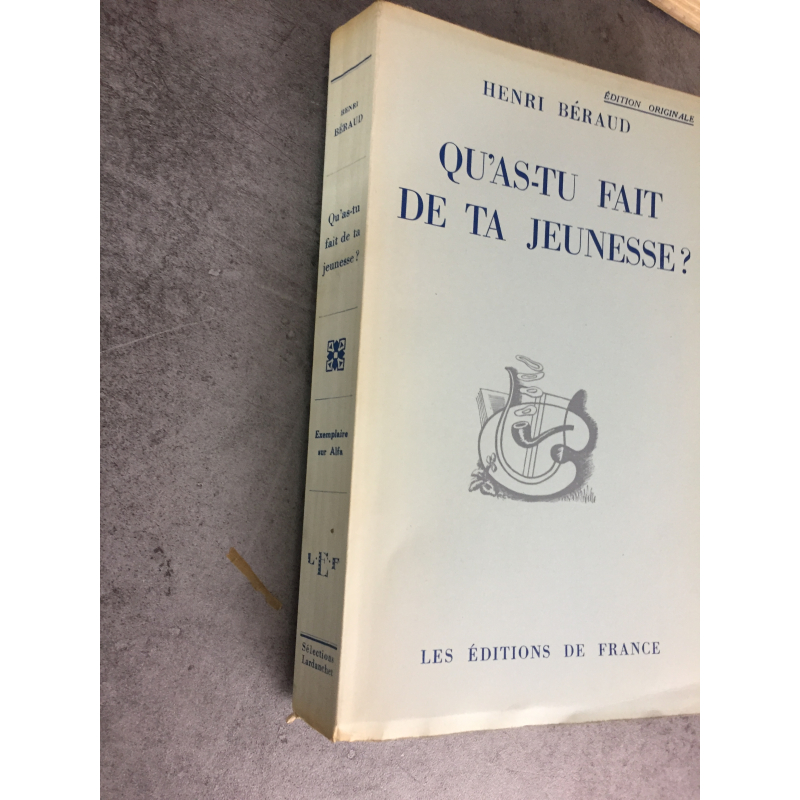 HENRI
BÉRAUD
Qu'as-tu
fait de ta
jeunesse ?
Exemplaire
sur Alfa
L·E·F
Sélections
Lardanchet
ÉDITION ORIGINALE
HENRI BÉRAUD
QU'AS-TU FAIT
DE TA JEUNESSE ?
LES ÉDITIONS DE FRANCE